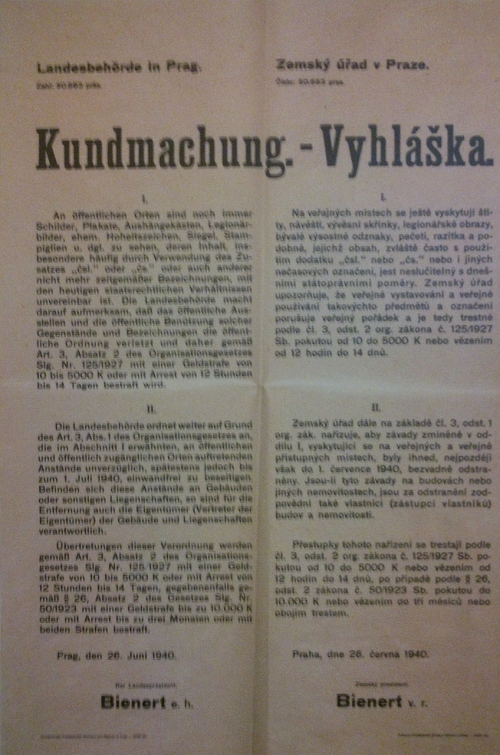 Landesbehörde in Prag.
Kundmachung. - Vyhláška.
I.
An öffentlichen Orten sind noch immer
Schilder, Plakate, Aushängekästen, Legionär-
bilder, ehem. Hoheitszeichen, Siegel, Stam-
piglien u. dgl. zu sehen, deren Inhalt, ins-
besondere häufig durch Verwendung des Zu-
satzes „čsl.“ oder „čs“ oder auch anderer
nicht mehr zeitgemäßer Bezeichnungen, mit
den heutigen staatsrechtlichen Verhältnissen
unvereinbar ist. Die Landesbehörde macht
darauf aufmerksam, daß das öffentliche Aus-
stellen und die öffentliche Benützung solcher
Gegenstände und Bezeichnungen die öffent-
liche Ordnung verletzt und daher gemäß
Art. 3, Absatz 2 des Organisationsgesetzes
Slg. Nr. 125/1927 mit einer Geldstrafe von
10 bis 5000 K oder mit Arrest von 12 Stunden
bis 14 Tagen bestraft wird.
II.
Die Landesbehörde ordnet weiter auf Grund
des Art. 3, Abs. 1 des Organisationsgesetzes an,
die im Abschnitt I erwähnten, an öffentlichen
und öffentlich zugänglichen Orten auftretenden
Anstände unverzüglich, spätestens jedoch bis
zum 1. Juli 1940, einwandfrei zu beseitigen.
Befinden sich diese Anstände an Gebäuden
oder sonstigen Liegenschaften, so sind für die
Entfernung auch die Eigentümer (Vertreter der
Eigentümer) der Gebäude und Liegenschaften
verantwortlich.
Übertretungen dieser Verordnung werden
gemäß Art. 3, Absatz 2 des Organisations-
gesetzes Slg. Nr. 125/1927 mit einer Geld-
strafe von 10 bis 5000 K oder mit Arrest von
12 Stunden bis 14 Tagen, gegebenenfalls ge-
mäß § 26, Absatz 2 des Gesetzes Slg. Nr.
50/1923 mit einer Geldstrafe bis zu 10.000 K
oder mit Arrest bis zu drei Monaten oder mit
beiden Strafen bestraft.
Prag, den 26. Juni 1940.
Der Landespräsident:
Bienert e. h.
Zemský úřad v Praze.
I.
Na veřejných místech se ještě vyskytují ští-
ty, návěstí, vývěsní skříňky, legionářské obrazy,
bývalé výsostné odznaky, pečeti, razítka a po-
dobně, jejichž obsah, zvláště často s použi-
tím dodatku „čsl.“ nebo „čs.“ nebo i jiných
nečasových označení, jest neslučitelný s dneš-
ními státoprávními poměry. Zemský úřad
upozorňuje, že veřejné vystavování a veřejné
používání takovýchto předmětů a označení
porušuje veřejný pořádek a je tedy trestné
podle čl. 3, odst. 2 org. zákona č. 125/1927
Sb. pokutou od 10 do 5000 K nebo vězením
od 12 hodin do 14 dnů.
II.
Zemský úřad dále na základě čl. 3, odst. 1
org. zák. nařizuje, aby závady zmíněné v od-
dílu I, vyskytující se na veřejných a veřejně
přístupných místech, byly ihned, nejpozději
však do 1. července 1940, bezvadně odstra-
něny. Jsou-li tyto závady na budovách nebo
jiných nemovitostech, jsou za odstranění zod-
povědni také vlastníci (zástupci vlastníků)
budov a nemovitostí.
Přestupky tohoto nařízení se trestají podle
čl. 3, odst. 2 org. zákona č. 125/1927 Sb. po-
kutou od 10 do 5000 K nebo vězením od
12 hodin do 14 dnů, po případě podle § 26,
odst. 2 zákona č. 50/1923 Sb. pokutou do
10.000 K nebo vězením do tří měsíců nebo
obojím trestem.
Praha, dne 26. června 1940.
Zemský president:
Bienert v. r.